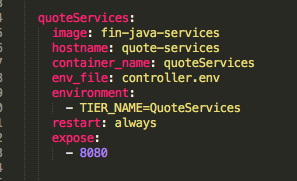 quoteServices:
image: fin-java-services
hostname: quote-services
container_name: quoteServices
env_file: controller.env
environment:
- TIER_NAME=QuoteServices
restart: always
expose:
- 8080